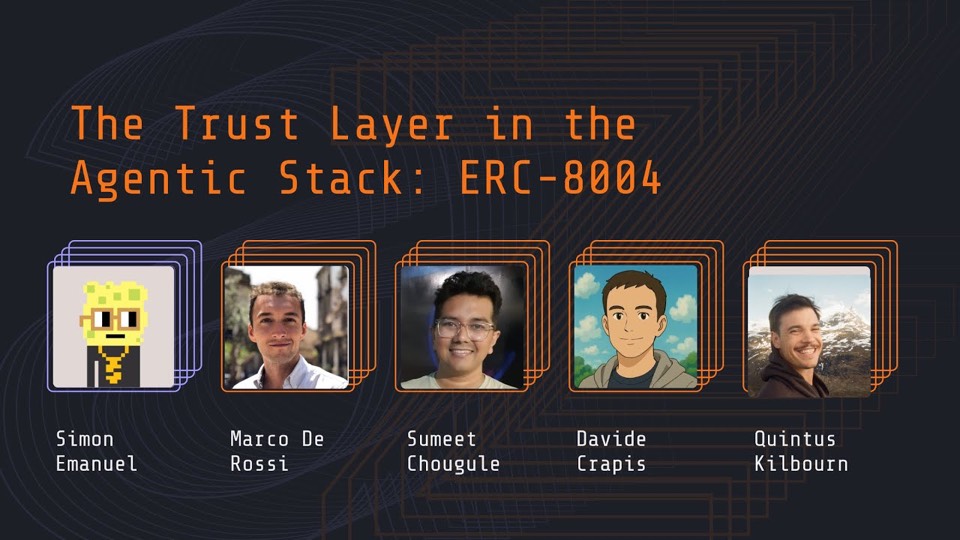 The Trust Layer in the
Agentic Stack: ERC-8004
Simon
Emanuel
Marco De
Rossi
Sumeet
Chougule
Davide
Crapis
Quintus
Kilbourn